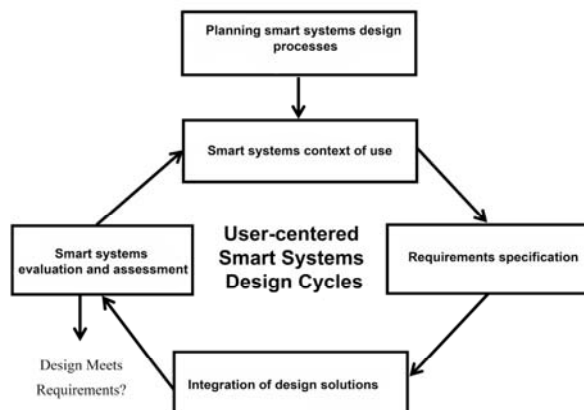 Planning smart systems design
processes
Smart systems context of use
User-centered
Smart Systems
Design Cycles
Requirements specification
Smart systems
evaluation and assessment
Design Meets
Requirements?
Integration of design solutions